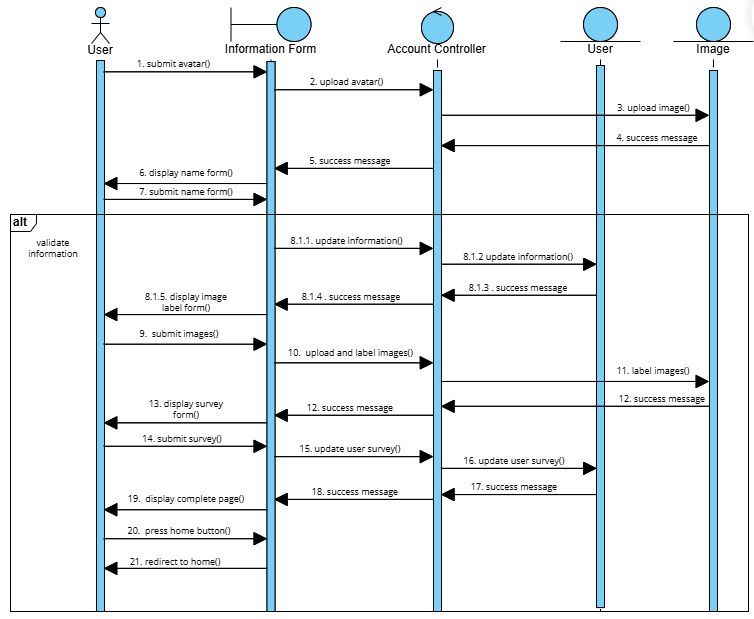 User
Information Form
Account Controller
User
Image
1. submit avatar()
2. upload avatar()
3. upload image()
4. success message
5. success message
6. display name form()
7. submit name form()
alt
validate
information
8.1.1. update information()
8.1.2 update information()
8.1.3 . success message
8.1.4 . success message
8.1.5. display image
label form()
9. submit images()
10. upload and label images()
11. label images()
12. success message
12. success message
13. display survey
form()
14. submit survey()
15. update user survey()
16. update user survey()
17. success message
18. success message
19. display complete page()
20. press home button()
21. redirect to home()